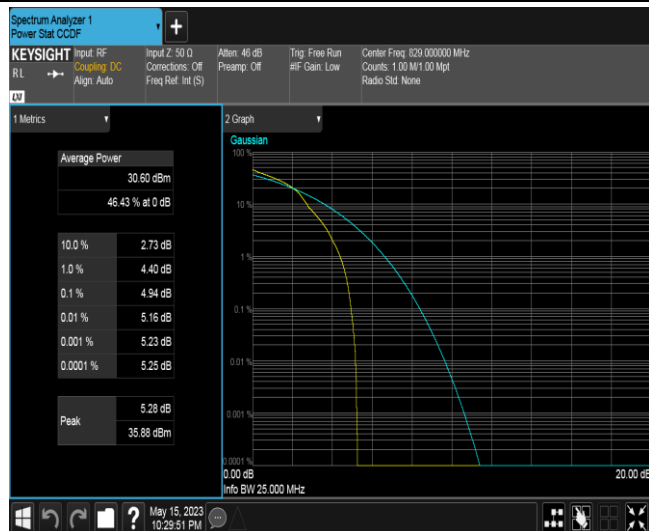 Spectrum Analyzer 1
Power Stat CCDF
+
KEYSIGHT
RL
LXI
Input: RF
Coupling: DC
Align: Auto
Input Z: 50 Ω
Corrections: Off
Freq Ref: Int (S)
Atten: 46 dB
Preamp: Off
Trig: Free Run
#IF Gain: Low
Center Freq: 829.000000 MHz
Counts: 1.00 M/1.00 Mpt
Radio Std: None
1 Metrics
Average Power
30.60 dBm
46.43 % at 0 dB
10.0 % 2.73 dB
1.0 % 4.40 dB
0.1 % 4.94 dB
0.01 % 5.16 dB
0.001 % 5.23 dB
0.0001 % 5.25 dB
Peak 5.28 dB
35.88 dBm
2 Graph
Gaussian
100 %
10 %
1 %
0.1 %
0.01 %
0.001 %
0.0001 %
0.00 dB 20.00 dB
Info BW 25.000 MHz
?
May 15, 2023
10:29:51 PM